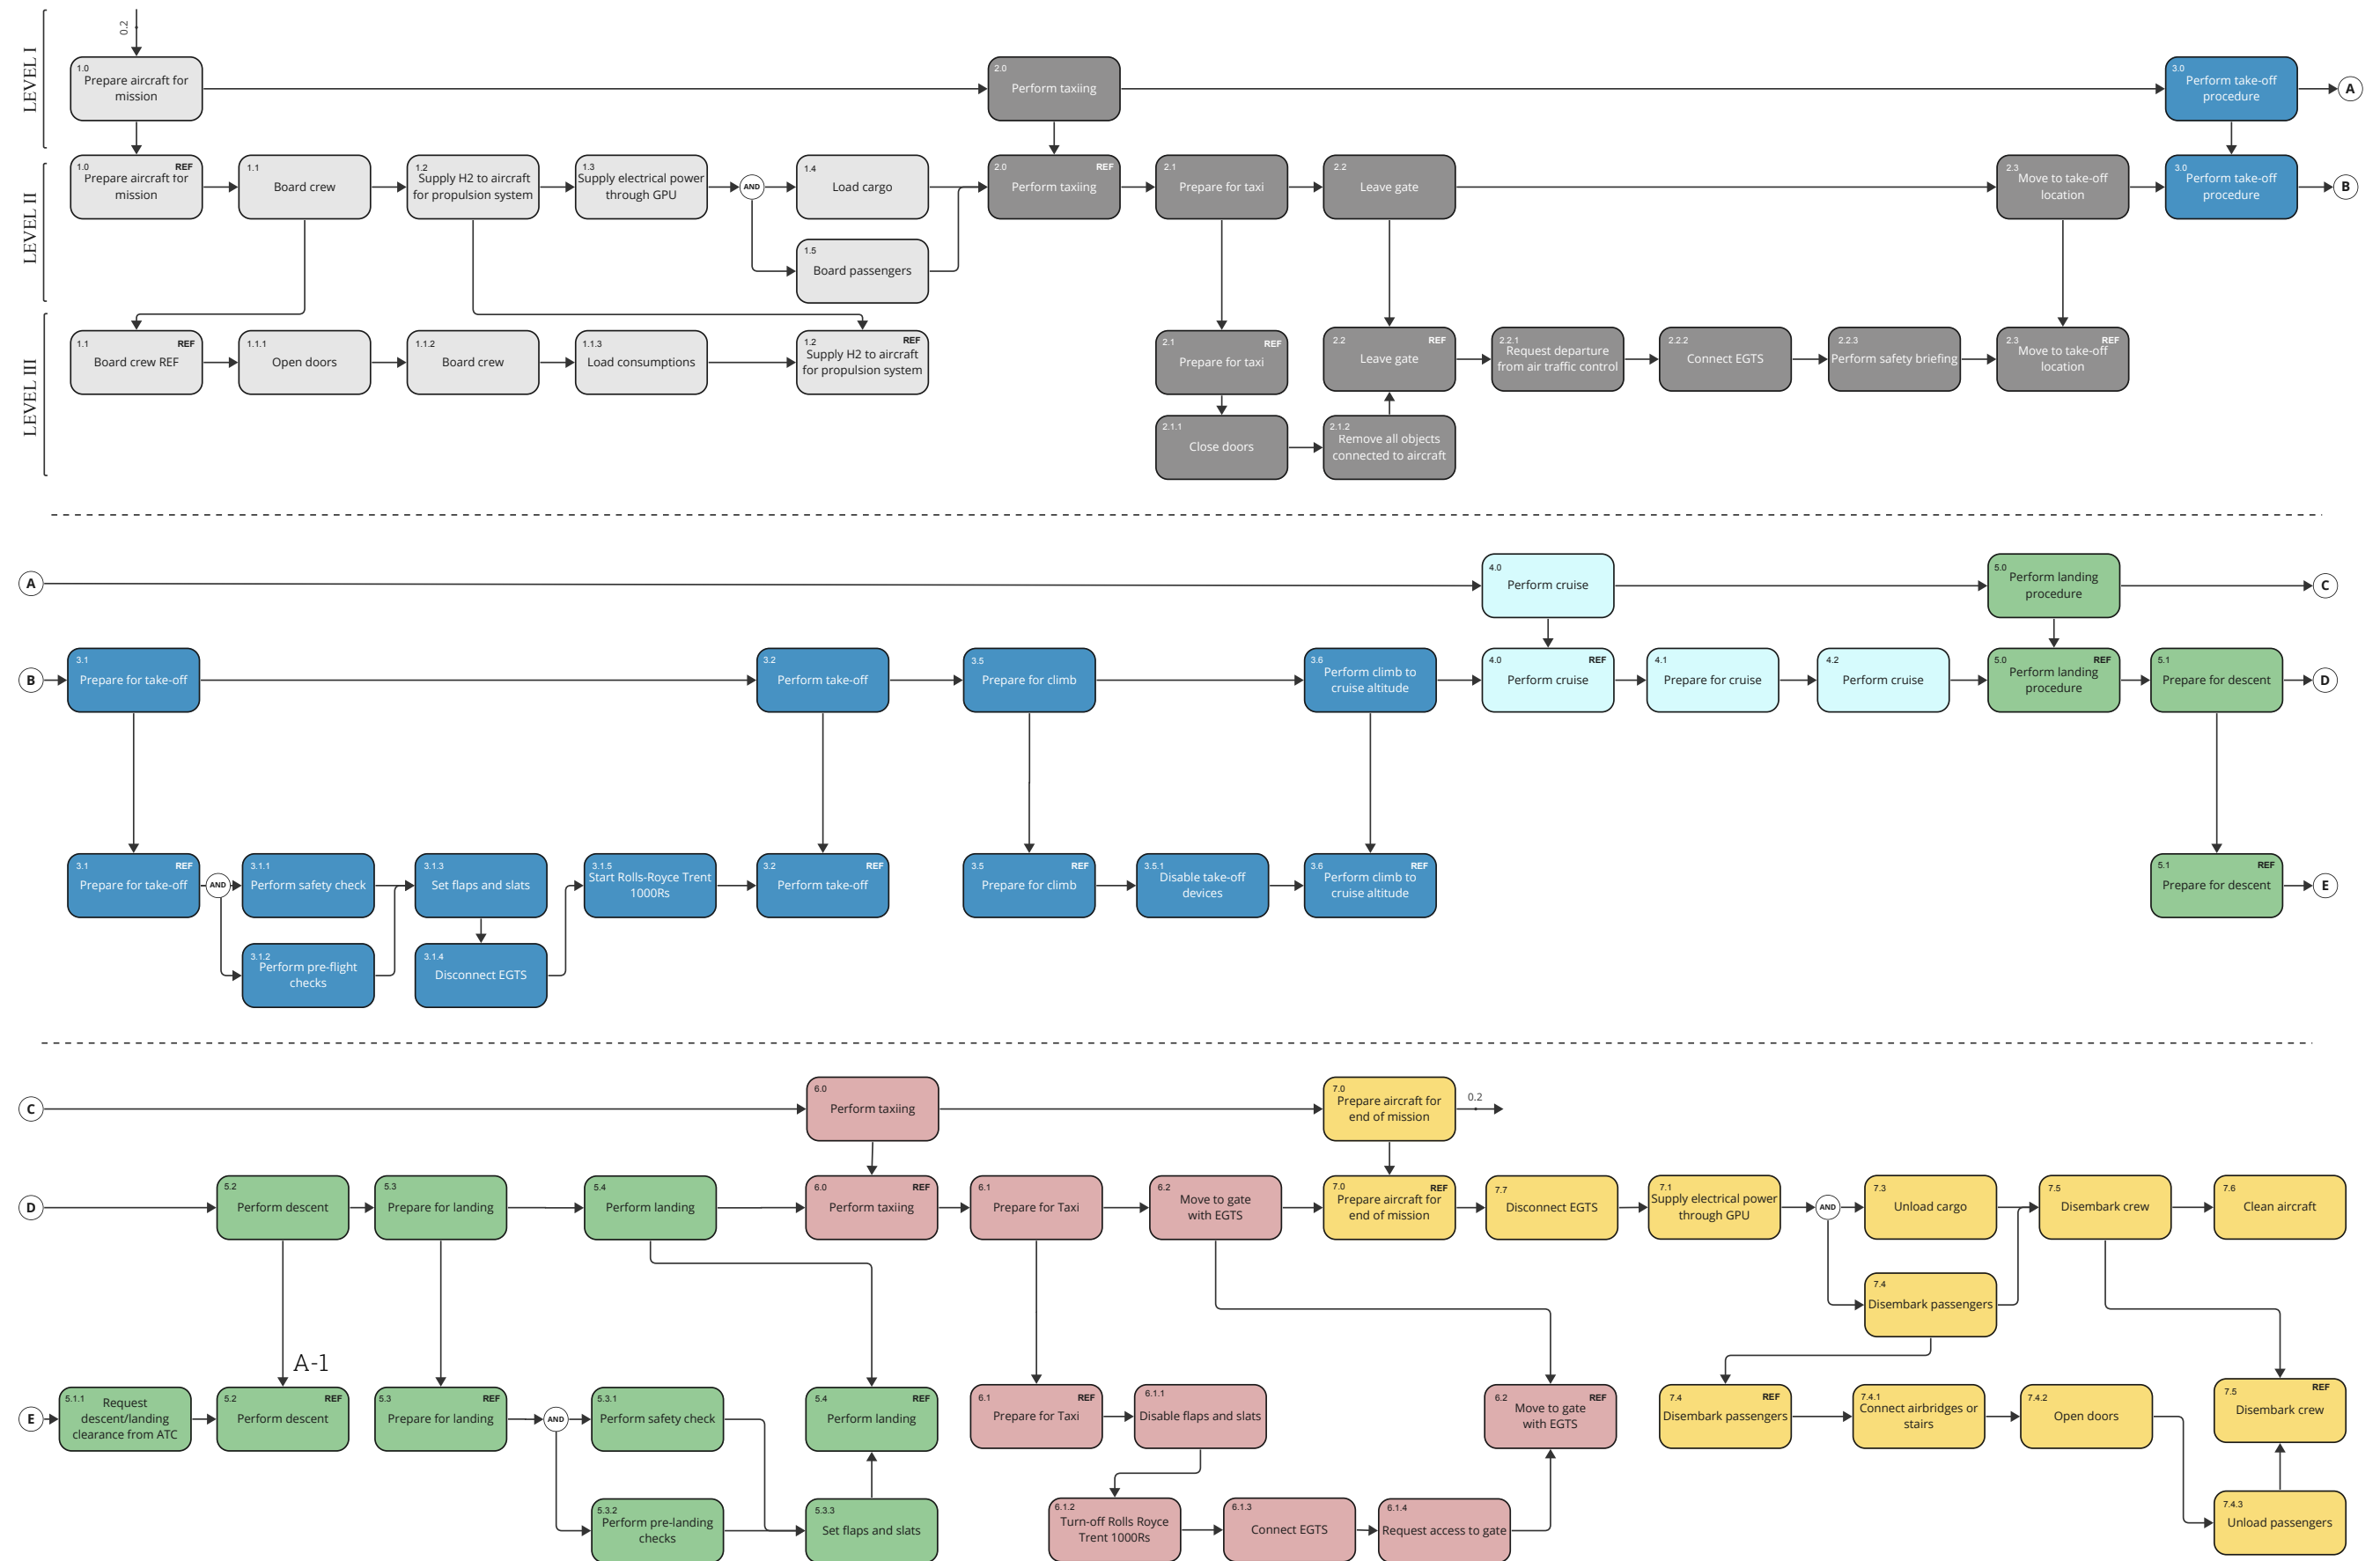 LEVEL I
0.2
1.0
Prepare aircraft for
mission
2.0
Perform taxiing
3.0
Perform take-off
procedure
A
LEVEL II
1.0 REF
Prepare aircraft for
mission
1.1
Board crew
1.2
Supply H2 to aircraft
for propulsion system
1.3
Supply electrical power
through GPU
AND
1.4
Load cargo
1.5
Board passengers
2.0 REF
Perform taxiing
2.1
Prepare for taxi
2.2
Leave gate
2.3
Move to take-off
location
3.0
Perform take-off
procedure
B
LEVEL III
1.1 REF
Board crew REF
1.1.1
Open doors
1.1.2
Board crew
1.1.3
Load consumptions
1.2 REF
Supply H2 to aircraft
for propulsion system
2.1 REF
Prepare for taxi
2.2 REF
Leave gate
2.2.1
Request departure
from air traffic control
2.2.2
Connect EGTS
2.2.3
Perform safety briefing
2.3 REF
Move to take-off
location
2.1.1
Close doors
2.1.2
Remove all objects
connected to aircraft
A
4.0
Perform cruise
5.0
Perform landing
procedure
C
B
3.1
Prepare for take-off
3.2
Perform take-off
3.5
Prepare for climb
3.6
Perform climb to
cruise altitude
4.0 REF
Perform cruise
4.1
Prepare for cruise
4.2
Perform cruise
5.0 REF
Perform landing
procedure
5.1
Prepare for descent
D
3.1 REF
Prepare for take-off
AND
3.1.1
Perform safety check
3.1.3
Set flaps and slats
3.1.5
Start Rolls-Royce Trent
1000Rs
3.2 REF
Perform take-off
3.5 REF
Prepare for climb
3.5.1
Disable take-off
devices
3.6 REF
Perform climb to
cruise altitude
5.1 REF
Prepare for descent
E
3.1.2
Perform pre-flight
checks
3.1.4
Disconnect EGTS
C
6.0
Perform taxiing
7.0
Prepare aircraft for
end of mission
0.2
D
5.2
Perform descent
5.3
Prepare for landing
5.4
Perform landing
6.0 REF
Perform taxiing
6.1
Prepare for Taxi
6.2
Move to gate
with EGTS
7.0 REF
Prepare aircraft for
end of mission
7.7
Disconnect EGTS
7.1
Supply electrical power
through GPU
AND
7.3
Unload cargo
7.5
Disembark crew
7.6
Clean aircraft
7.4
Disembark passengers
A-1
E
5.1.1
Request
descent/landing
clearance from ATC
5.2 REF
Perform descent
5.3 REF
Prepare for landing
AND
5.3.1
Perform safety check
5.4 REF
Perform landing
6.1 REF
Prepare for Taxi
6.1.1
Disable flaps and slats
6.2 REF
Move to gate
with EGTS
7.4 REF
Disembark passengers
7.4.1
Connect airbridges or
stairs
7.4.2
Open doors
7.5 REF
Disembark crew
5.3.2
Perform pre-landing
checks
5.3.3
Set flaps and slats
6.1.2
Turn-off Rolls Royce
Trent 1000Rs
6.1.3
Connect EGTS
6.1.4
Request access to gate
7.4.3
Unload passengers